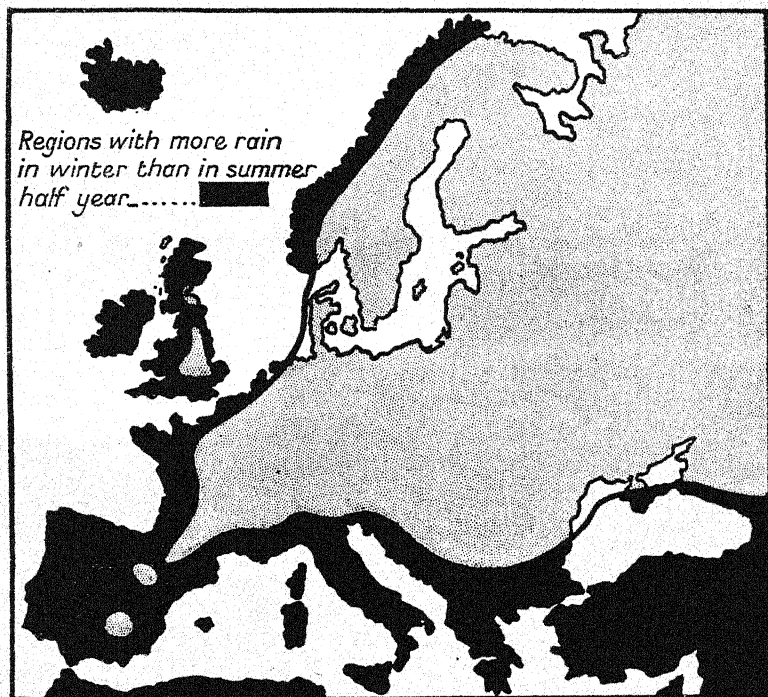 Regions with more rain
in winter than in summer
half year.......